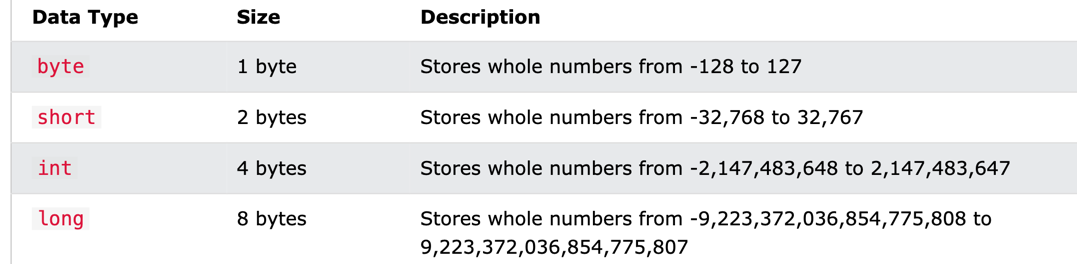 Data Type Size Description
byte 1 byte Stores whole numbers from -128 to 127
short 2 bytes Stores whole numbers from -32,768 to 32,767
int 4 bytes Stores whole numbers from -2,147,483,648 to 2,147,483,647
long 8 bytes Stores whole numbers from -9,223,372,036,854,775,808 to
9,223,372,036,854,775,807